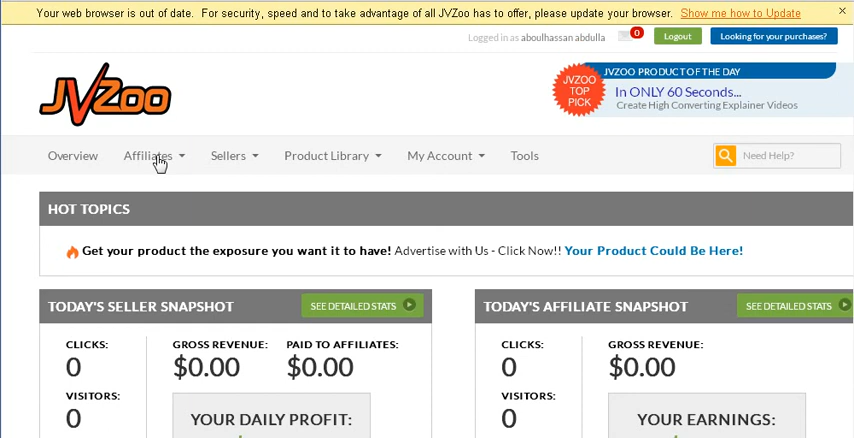 Your web browser is out of date. For security, speed and to take advantage of all JVZoo has to offer, please update your browser. Show me how to Update
Logged in as aboulhassan abdulla 0 Logout Looking for your purchases?
JVZOO
JVZOO TOP PICK
JVZOO PRODUCT OF THE DAY
In ONLY 60 Seconds...
Create High Converting Explainer Videos
Overview Affiliates Sellers Product Library My Account Tools Need Help?
HOT TOPICS
Get your product the exposure you want it to have! Advertise with Us - Click Now!! Your Product Could Be Here!
TODAY'S SELLER SNAPSHOT SEE DETAILED STATS
CLICKS: GROSS REVENUE: PAID TO AFFILIATES:
0 $0.00 $0.00
VISITORS:
0 YOUR DAILY PROFIT:
TODAY'S AFFILIATE SNAPSHOT SEE DETAILED STATS
CLICKS: GROSS REVENUE:
0 $0.00
VISITORS:
0 YOUR EARNINGS: